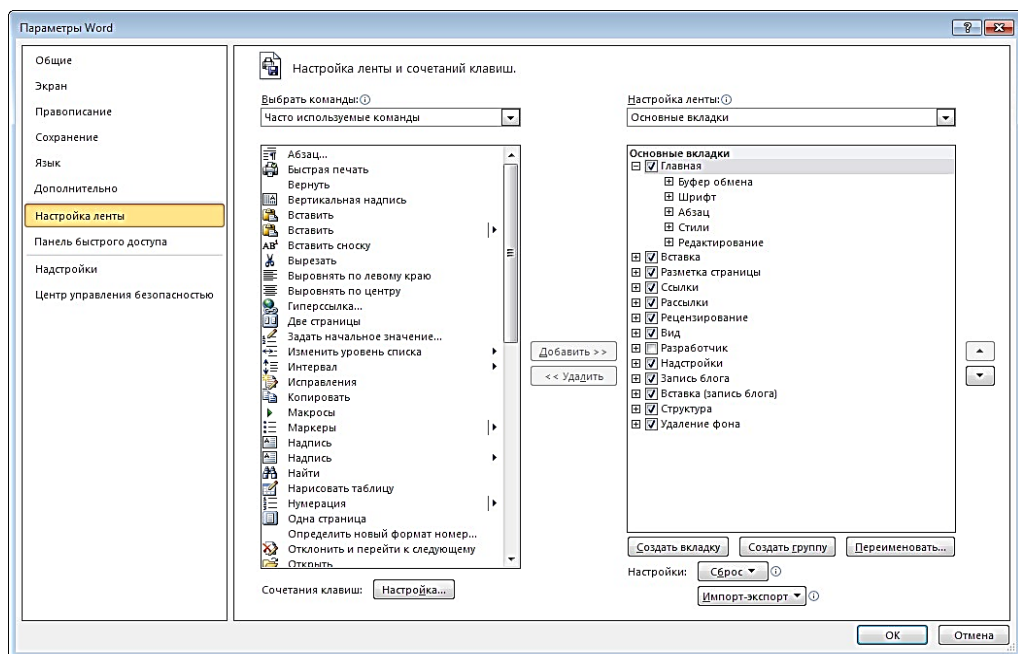 Параметры Word
Общие
Экран
Правописание
Сохранение
Язык
Дополнительно
Настройка ленты
Панель быстрого доступа
Надстройки
Центр управления безопасностью
Настройка ленты и сочетаний клавиш.
Выбрать команды:
Часто используемые команды
Абзац...
Быстрая печать
Вернуть
Вертикальная надпись
Вставить
Вставить
Вставить сноску
Вырезать
Выровнять по левому краю
Выровнять по центру
Гиперссылка...
Две страницы
Задать начальное значение...
Изменить уровень списка
Интервал
Исправления
Копировать
Макросы
Маркеры
Надпись
Надпись
Найти
Нарисовать таблицу
Нумерация
Одна страница
Определить новый формат номер...
Отклонить и перейти к следующему
Открыть
Сочетания клавиш: Настройка...
Добавить >>
<< Удалить
Настройка ленты:
Основные вкладки
Основные вкладки
Главная
Буфер обмена
Шрифт
Абзац
Стили
Редактирование
Вставка
Разметка страницы
Ссылки
Рассылки
Рецензирование
Вид
Разработчик
Надстройки
Запись блога
Вставка (запись блога)
Структура
Удаление фона
Создать вкладку Создать группу Переименовать...
Настройки: Сброс
Импорт-экспорт
ОК Отмена